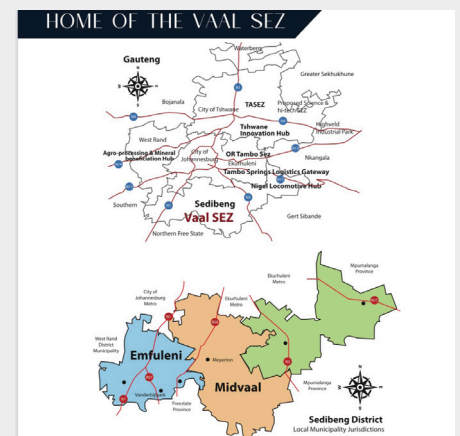 HOME OF THE VAAL SEZ
Gauteng
Waterberg
Greater Sekhukhune
Bojanala
City of Tshwane
TASEZ
Proposed Science &
hi-tech SEZ
Highveld
Industrial Park
Tshwane
Innovation Hub
West Rand
Agro-processing & Mineral
beneficiation Hub
City of
Johannesburg
OR Tambo Sez
Ekurhuleni
Nkangala
Tambo Springs Logistics Gateway
Nigel Locomotive Hub
Southern
Sedibeng
Vaal SEZ
Gert Sibande
Northern Free State
Mpumalanga
Province
Ekurhuleni
Metro
City of
Johannesburg
Metro
Ekurhuleni
Metro
West Rand
District
Municipality
Emfuleni
Meyerton
Midvaal
Vanderbijlpark
Freestate
Province
Mpumalanga
Province
Sedibeng District
Local Municipality Jurisdictions